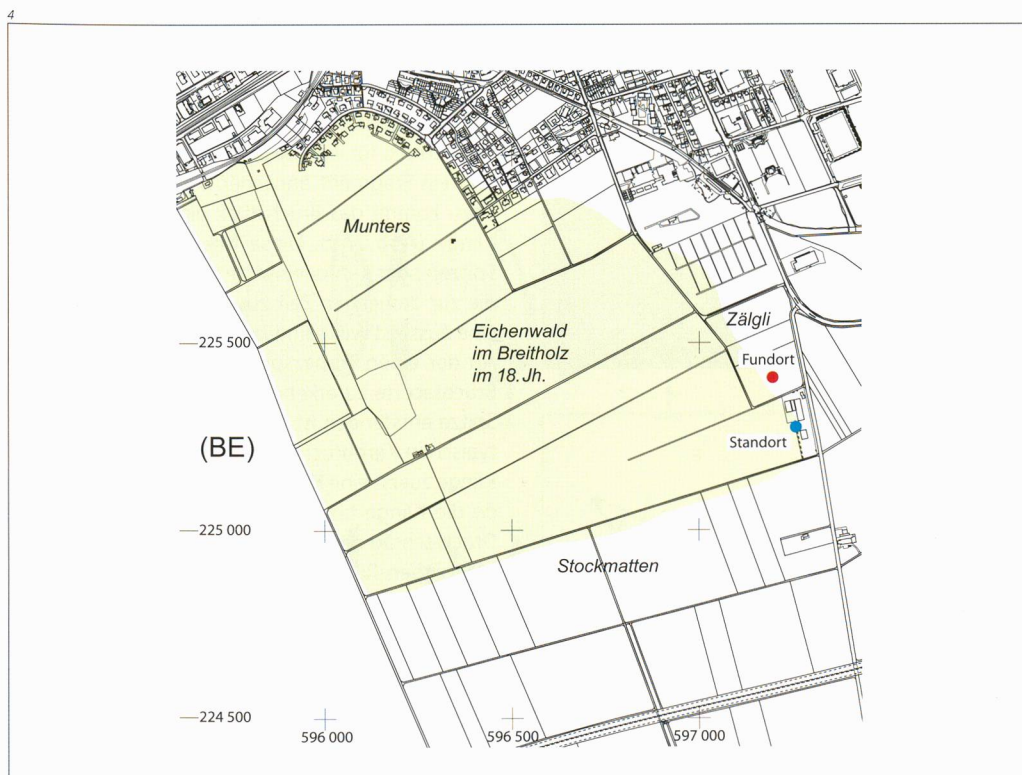 4
Munters
Zälgli
Eichenwald
im Breitholz
im 18. Jh.
225 500
Fundort
(BE)
Standort
225 000
Stockmatten
224 500
596 000
596 500
597 000